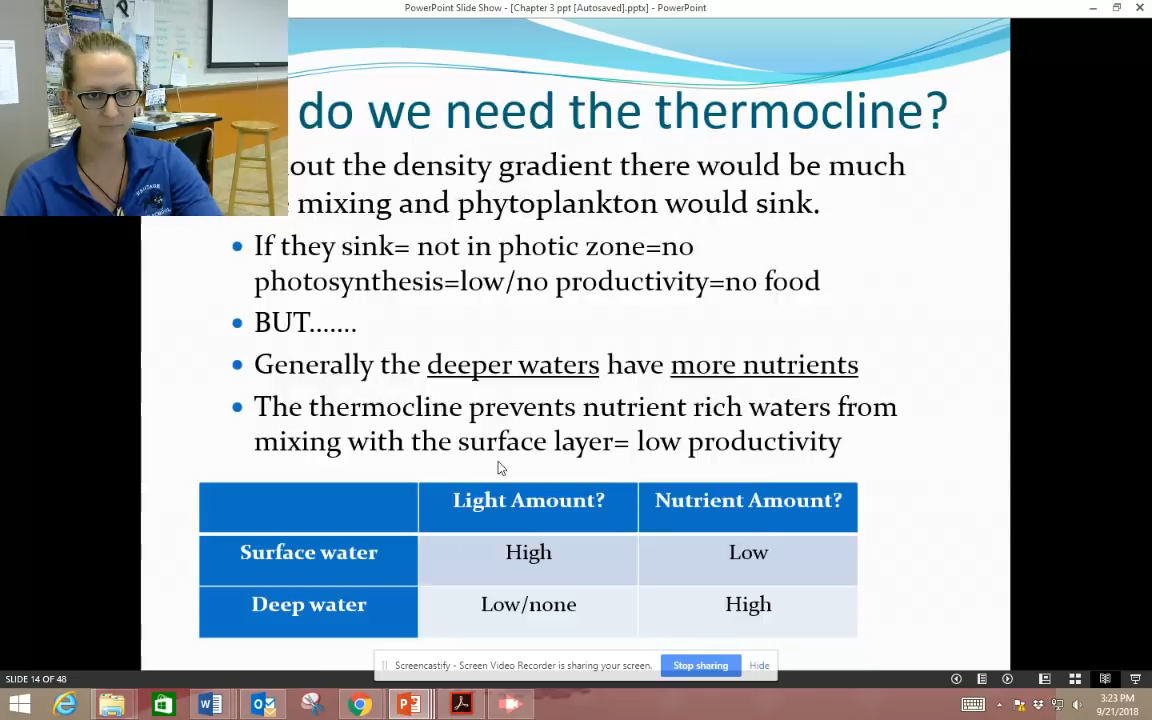 PowerPoint Slide Show - [Chapter 3 ppt [Autosaved].pptx] - PowerPoint
do we need the thermocline?
out the density gradient there would be much
mixing and phytoplankton would sink.
• If they sink= not in photic zone=no
photosynthesis=low/no productivity=no food
• BUT.......
• Generally the deeper waters have more nutrients
• The thermocline prevents nutrient rich waters from
mixing with the surface layer= low productivity
Light Amount? Nutrient Amount?
Surface water High Low
Deep water Low/none High
Screencastify - Screen Video Recorder is sharing your screen. Stop sharing Hide
SLIDE 14 OF 48
3:23 PM
9/21/2018